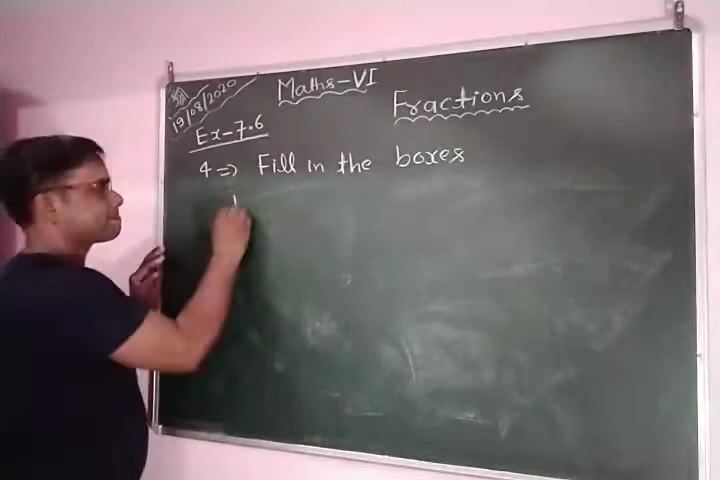 Maths-VI
19/08/2020
Fractions
Ex-7.6
4 => Fill in the boxes